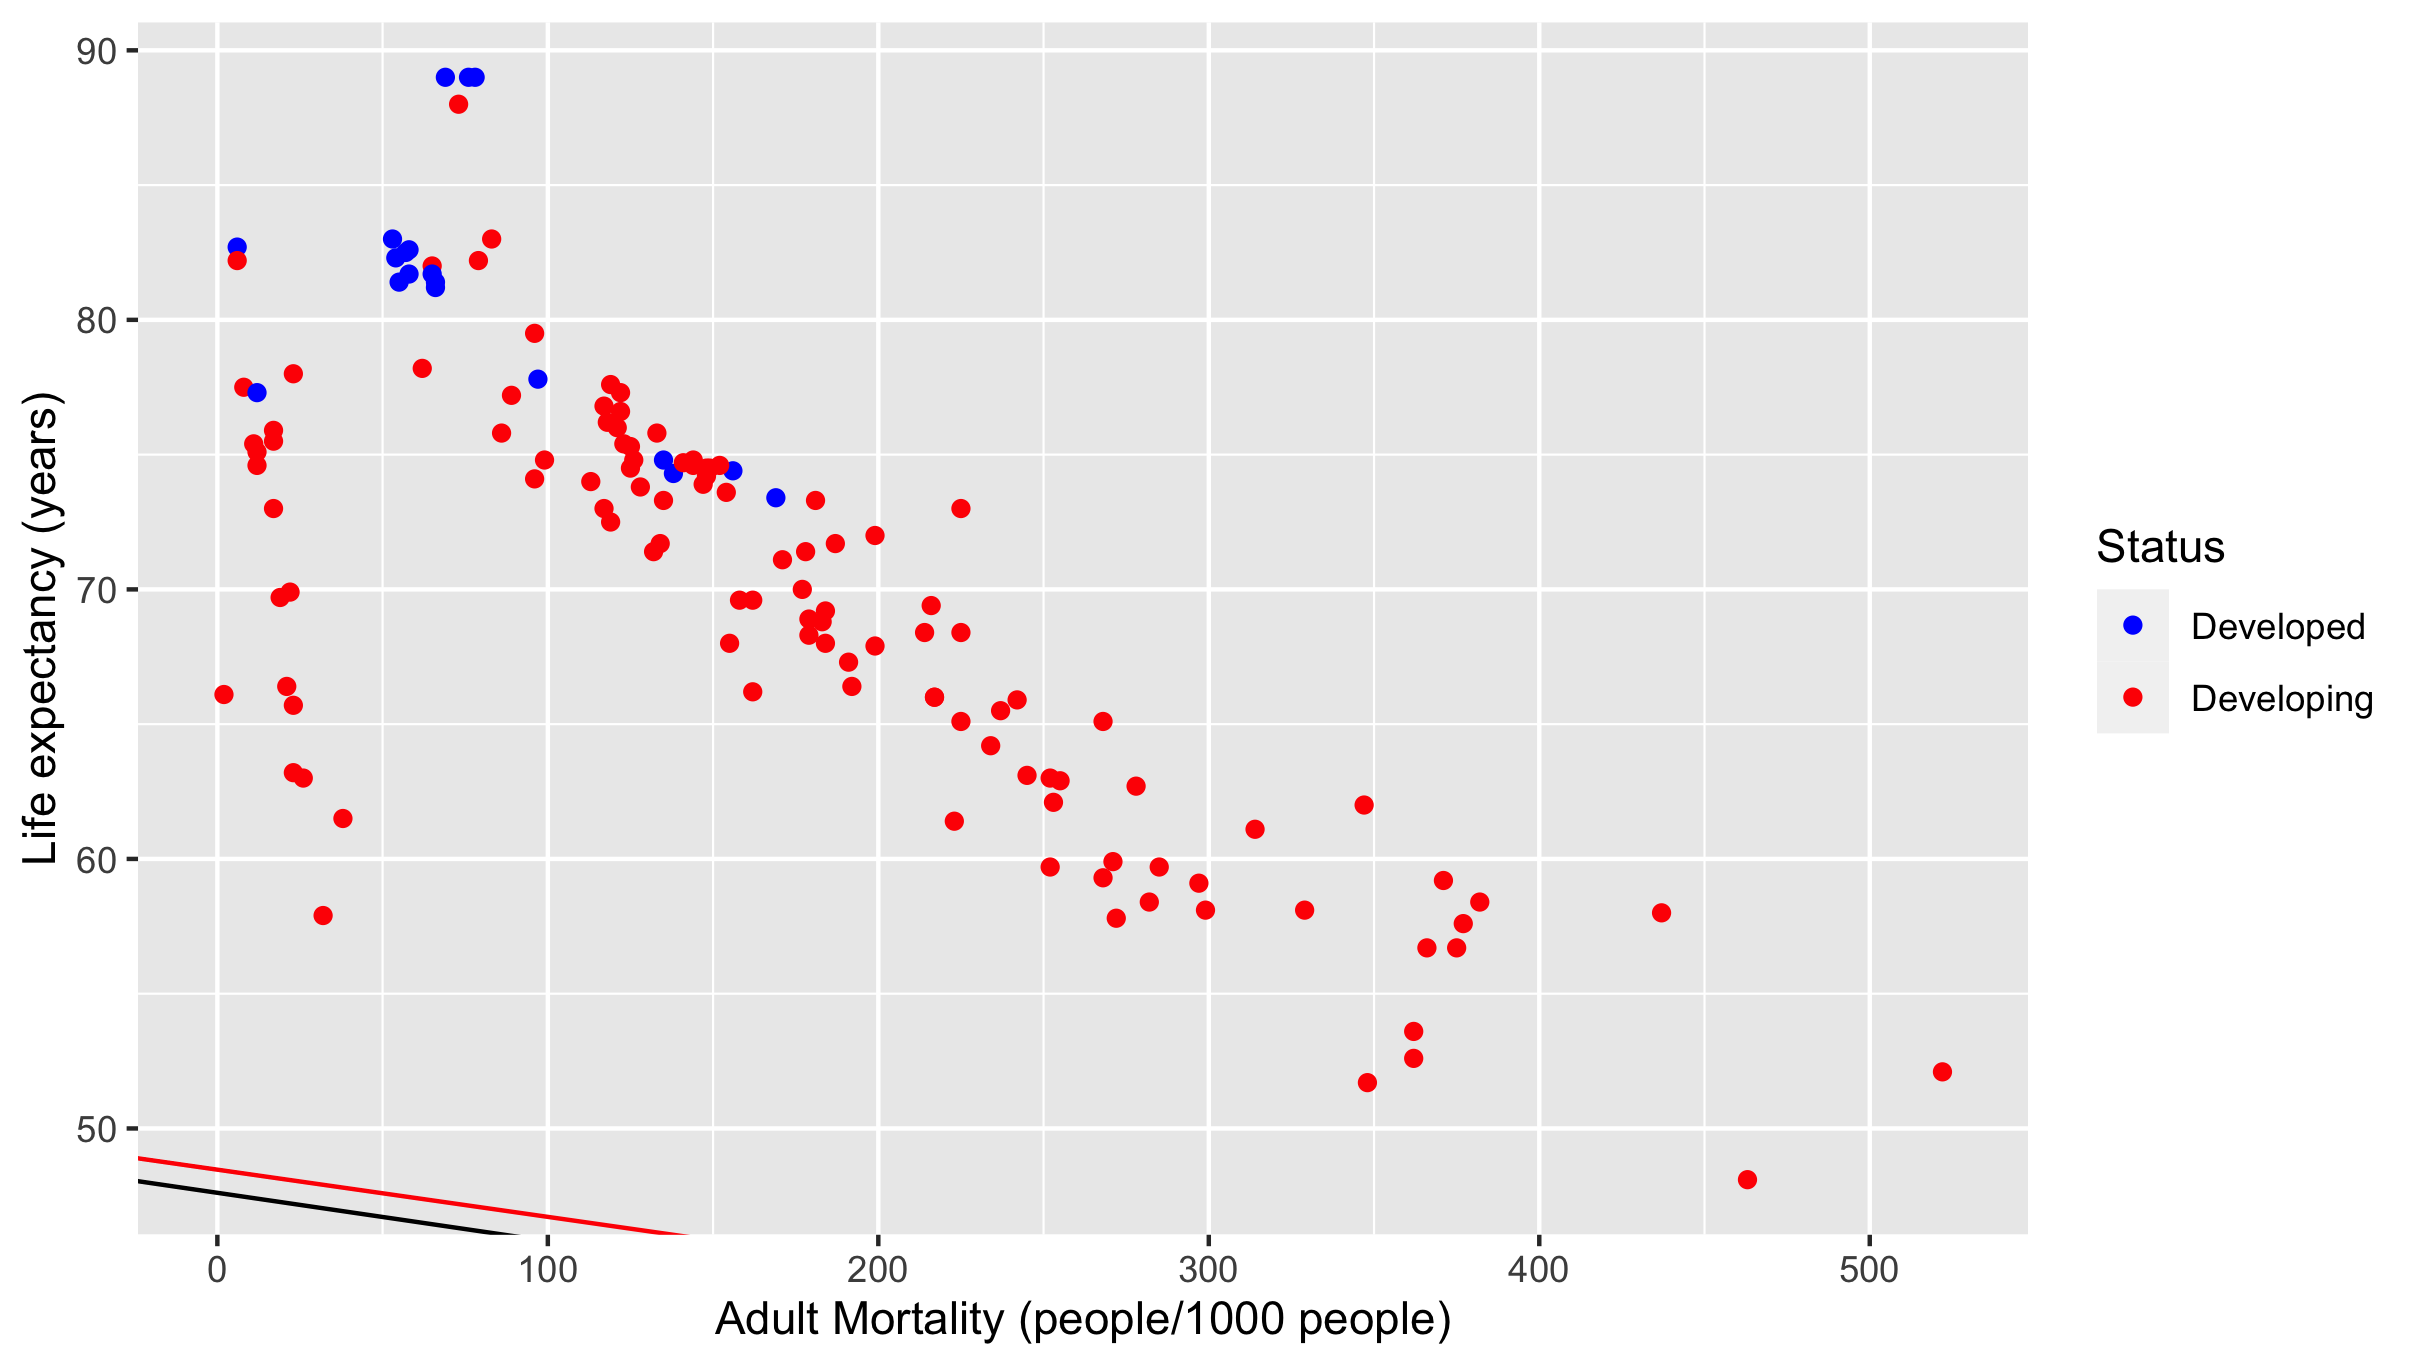 90
80
70
60
50
Life expectancy (years)
0 100 200 300 400 500
Adult Mortality (people/1000 people)
Status
Developed
Developing